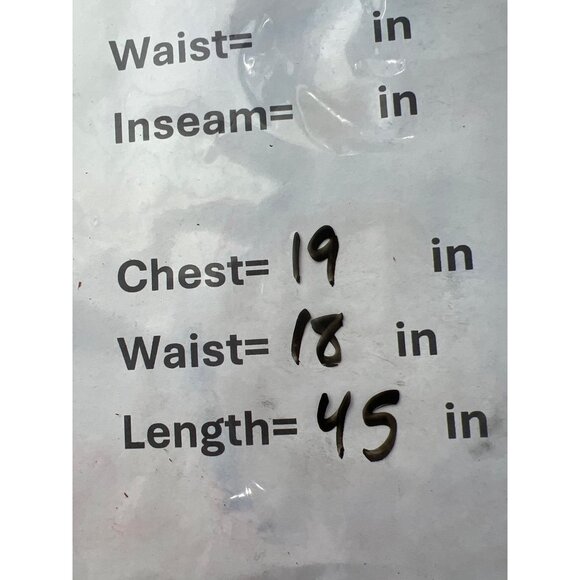 Waist= in
Inseam= in
Chest= 19 in
Waist= 18 in
Length= 45 in